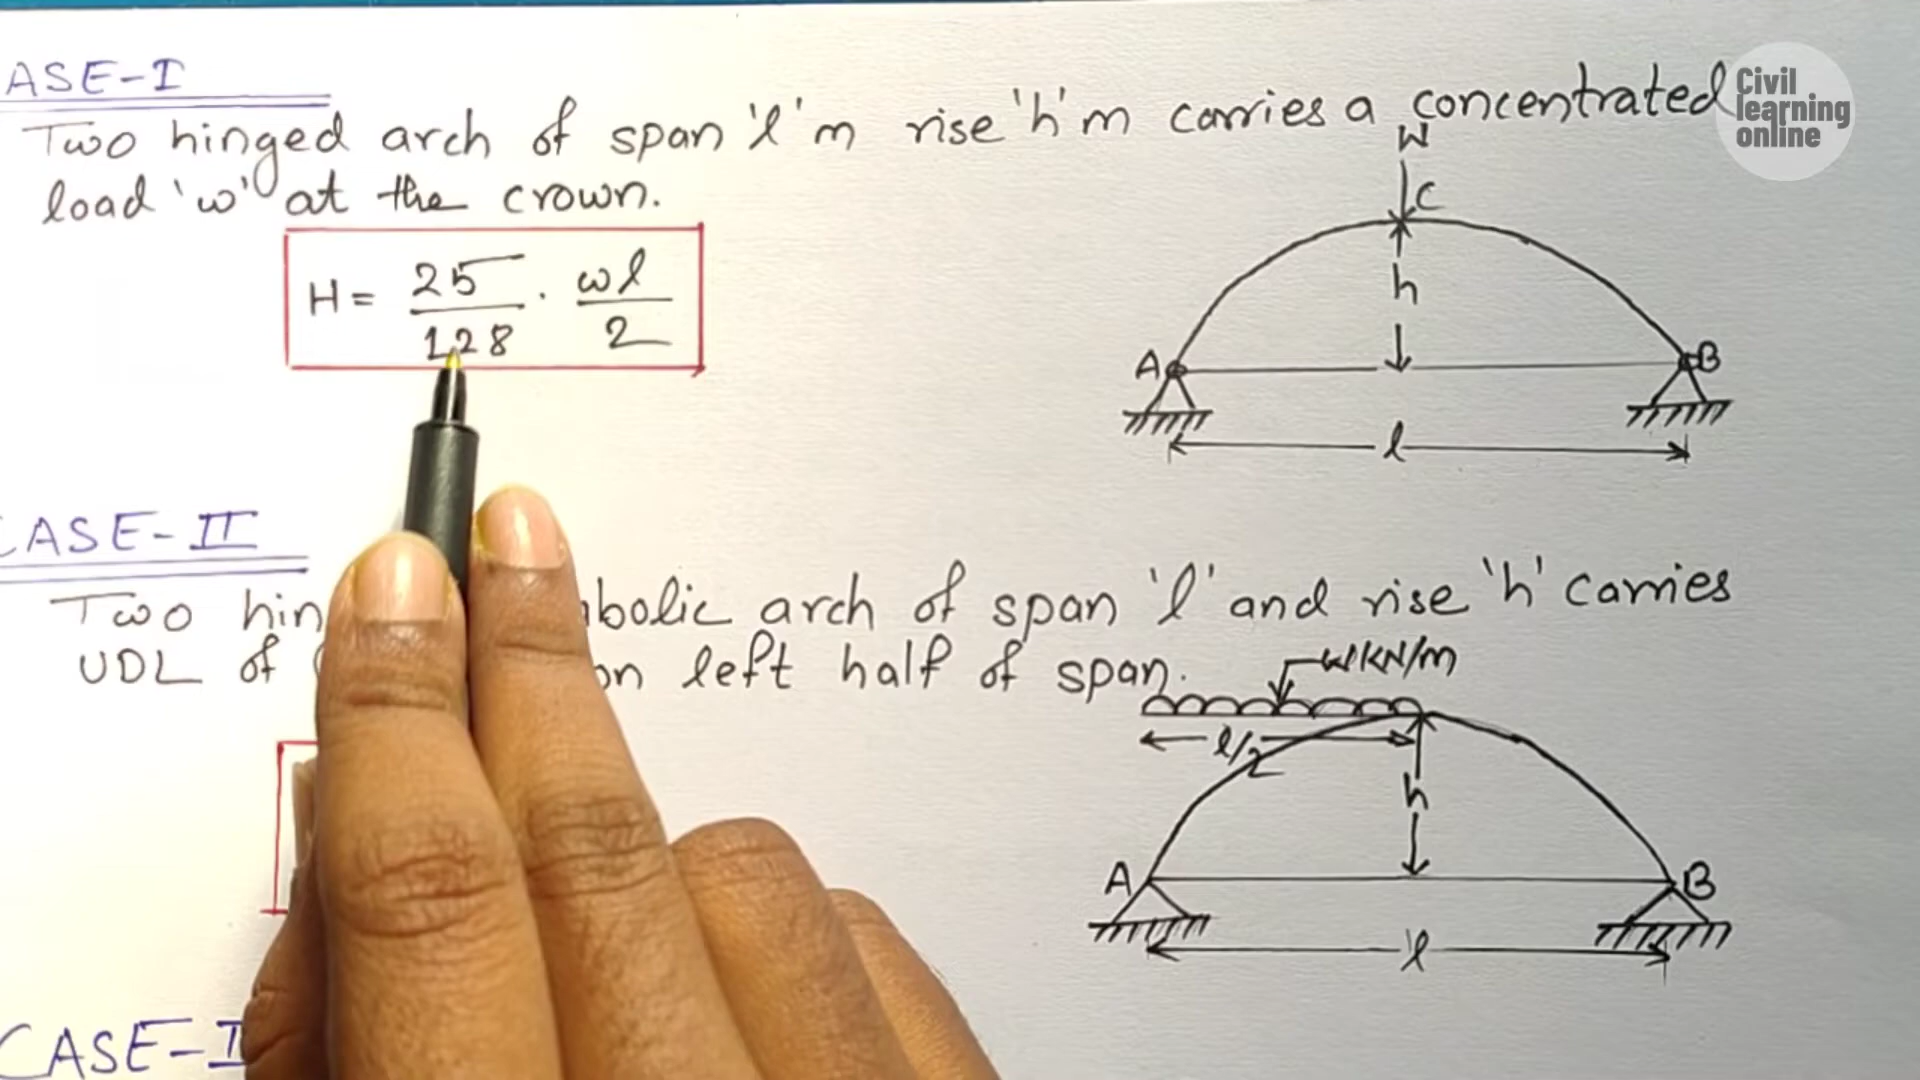 ASE-I
Two hinged arch of span 'l' m rise 'h' m carries a concentrated
load 'w' at the crown.
H = 25/128 . wl/2
W
C
h
A
B
l
CASE-II
Two hin bolic arch of span 'l' and rise 'h' carries
UDL of on left half of span.
W KN/m
l/2
h
A
B
l
CASE-I
Civil
learning
online